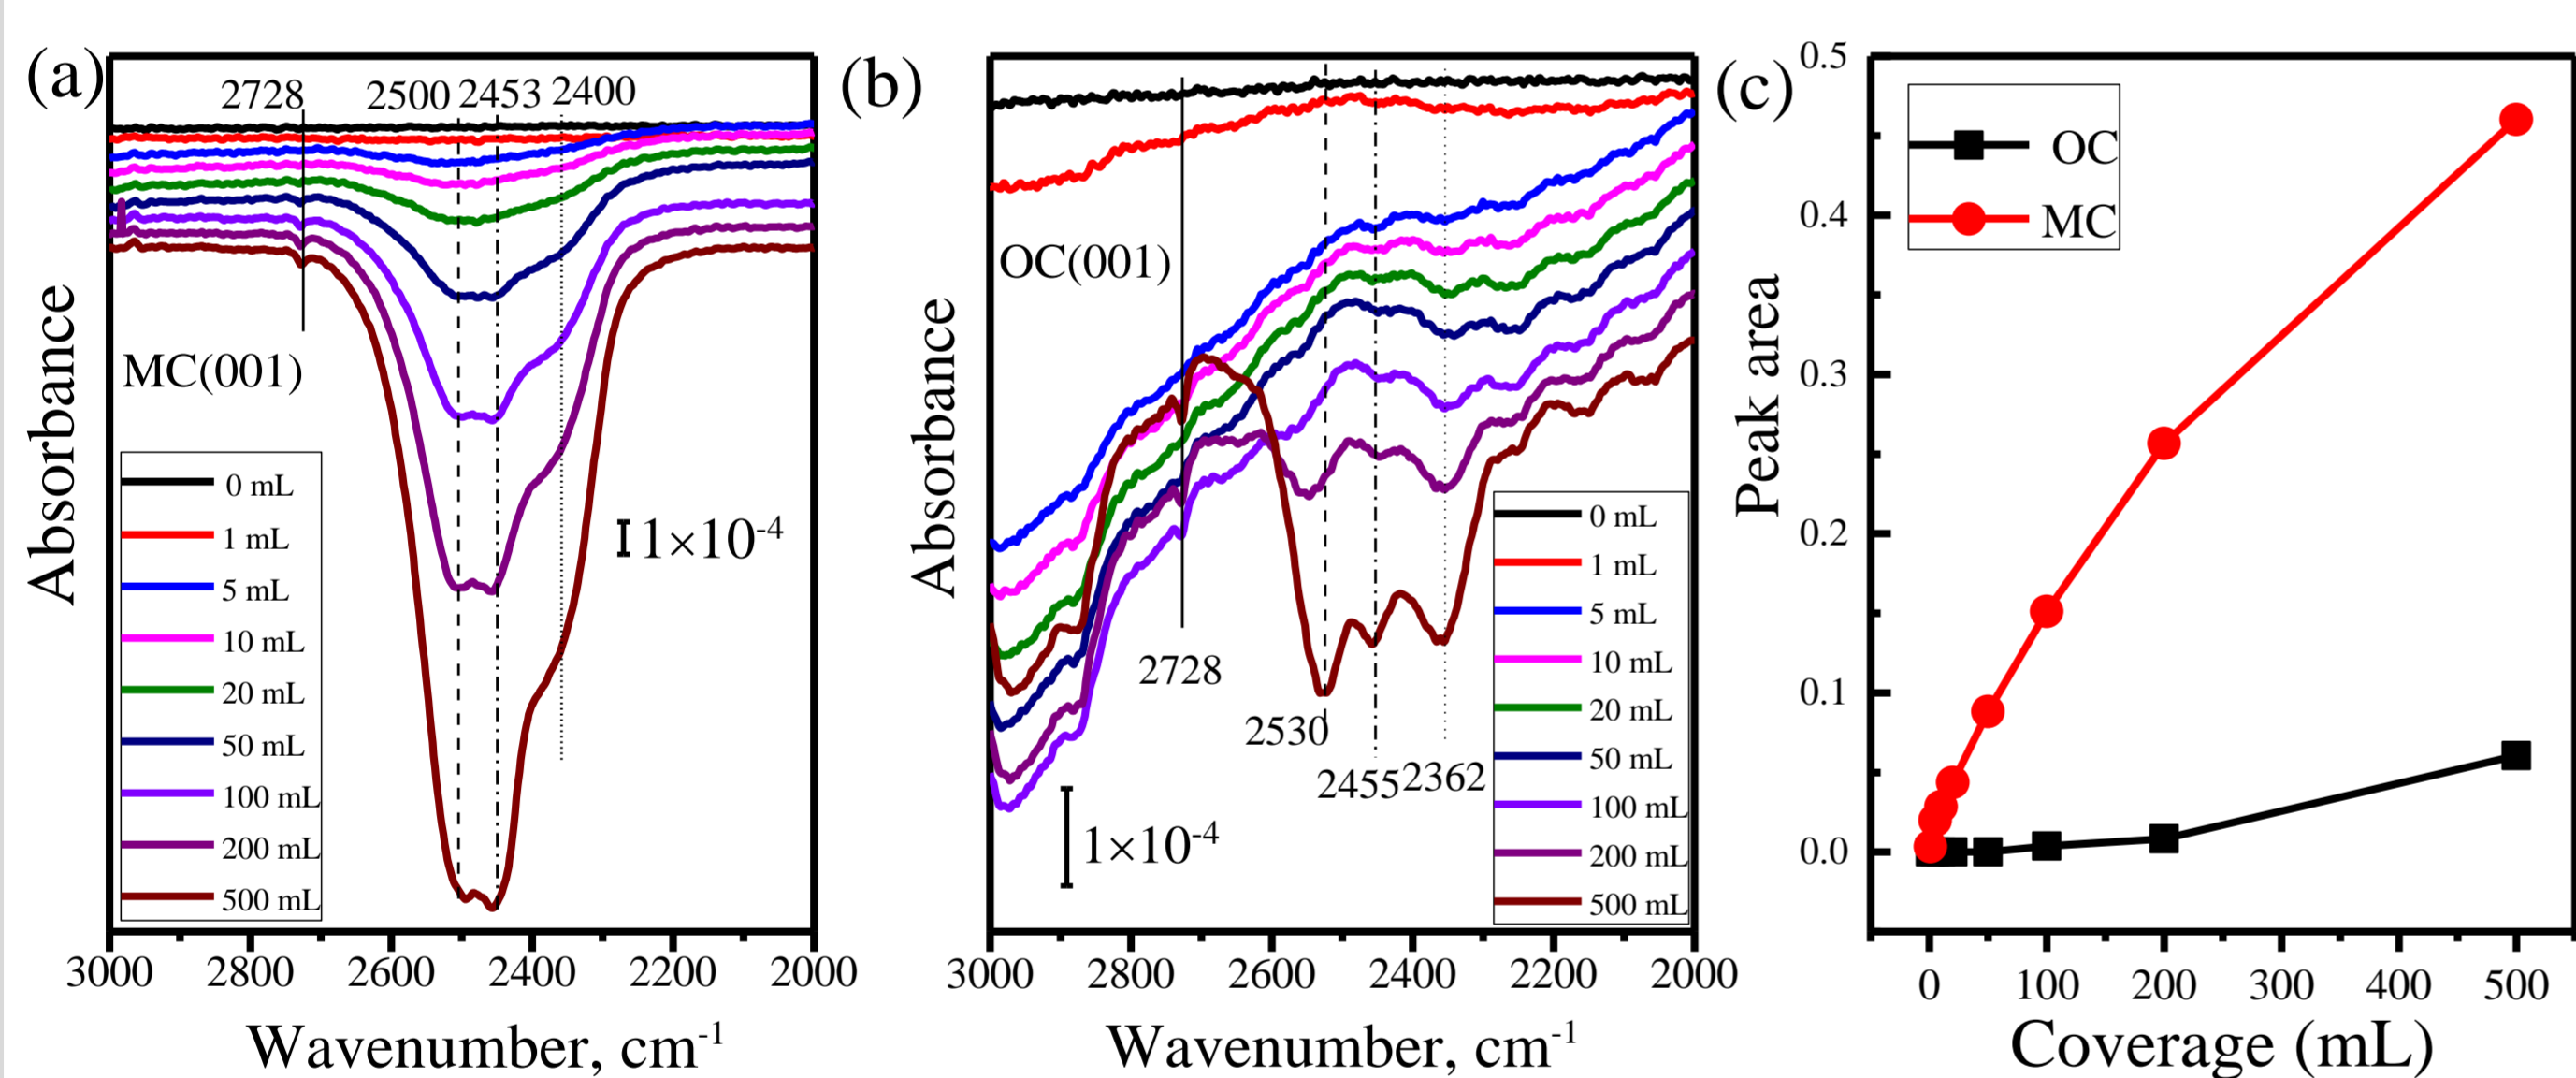 (a)
2728 2500 2453 2400
MC(001)
1×10-4
0 mL
1 mL
5 mL
10 mL
20 mL
50 mL
100 mL
200 mL
500 mL
Absorbance
3000 2800 2600 2400 2200 2000
Wavenumber, cm-1
(b)
OC(001)
2728
2530
2455 2362
1×10-4
0 mL
1 mL
5 mL
10 mL
20 mL
50 mL
100 mL
200 mL
500 mL
Absorbance
3000 2800 2600 2400 2200 2000
Wavenumber, cm-1
(c)
OC
MC
Peak area
0.5
0.4
0.3
0.2
0.1
0.0
0 100 200 300 400 500
Coverage (mL)